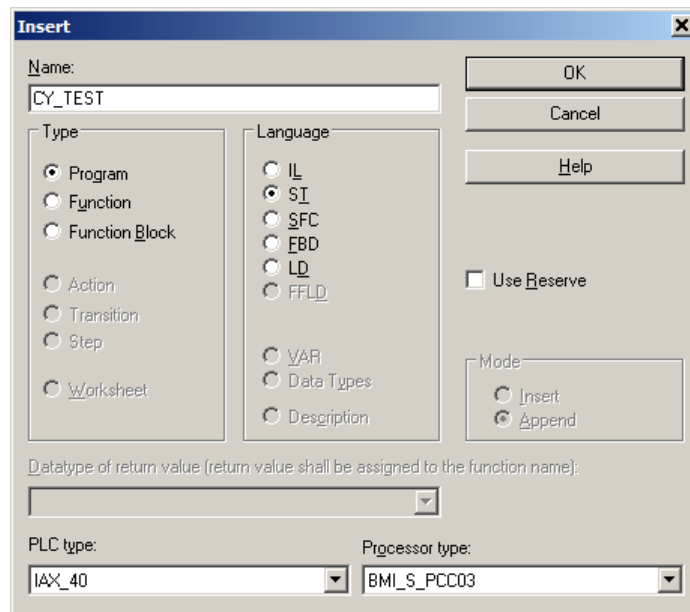 Insert
Name:
OK
CY_TEST
Cancel
Type
Language
Help
Program
Function
Function Block
Action
Transition
Step
Worksheet
IL
ST
SFC
FBD
LD
FFLD
VAR
Data Types
Description
Use Reserve
Mode
Insert
Append
Datatype of return value (return value shall be assigned to the function name):
PLC type:
Processor type:
IAX_40
BMI_S_PCC03